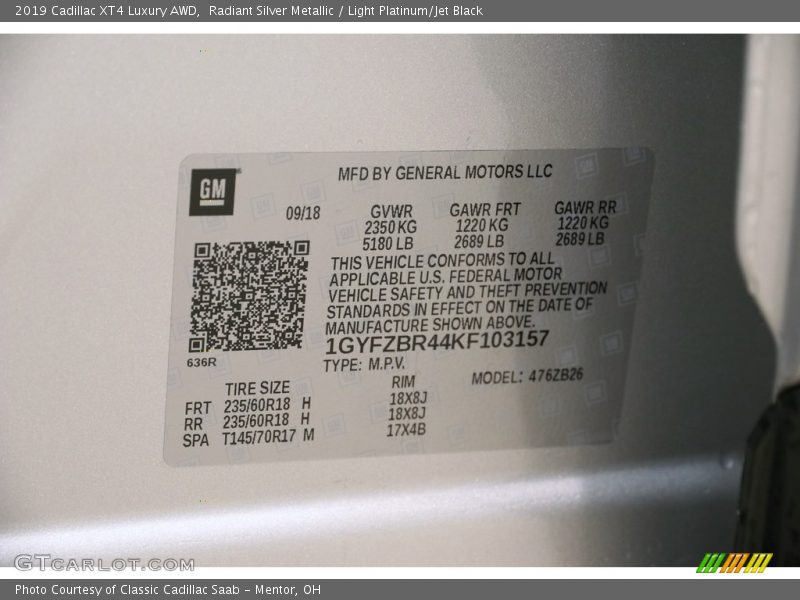 2019 Cadillac XT4 Luxury AWD,  Radiant Silver Metallic / Light Platinum/Jet Black
GM
MFD BY GENERAL MOTORS LLC
09/18
GVWR GAWR FRT GAWR RR
2350 KG 1220 KG 1220 KG
5180 LB 2689 LB 2689 LB
THIS VEHICLE CONFORMS TO ALL
APPLICABLE U.S. FEDERAL MOTOR
VEHICLE SAFETY AND THEFT PREVENTION
STANDARDS IN EFFECT ON THE DATE OF
MANUFACTURE SHOWN ABOVE.
1GYFZBR44KF103157
636R
TYPE: M.P.V.
MODEL: 476ZB26
TIRE SIZE RIM
FRT 235/60R18 H 18X8J
RR 235/60R18 H 18X8J
SPA T145/70R17 M 17X4B
GTCARLOT.COM
Photo Courtesy of Classic Cadillac Saab - Mentor, OH